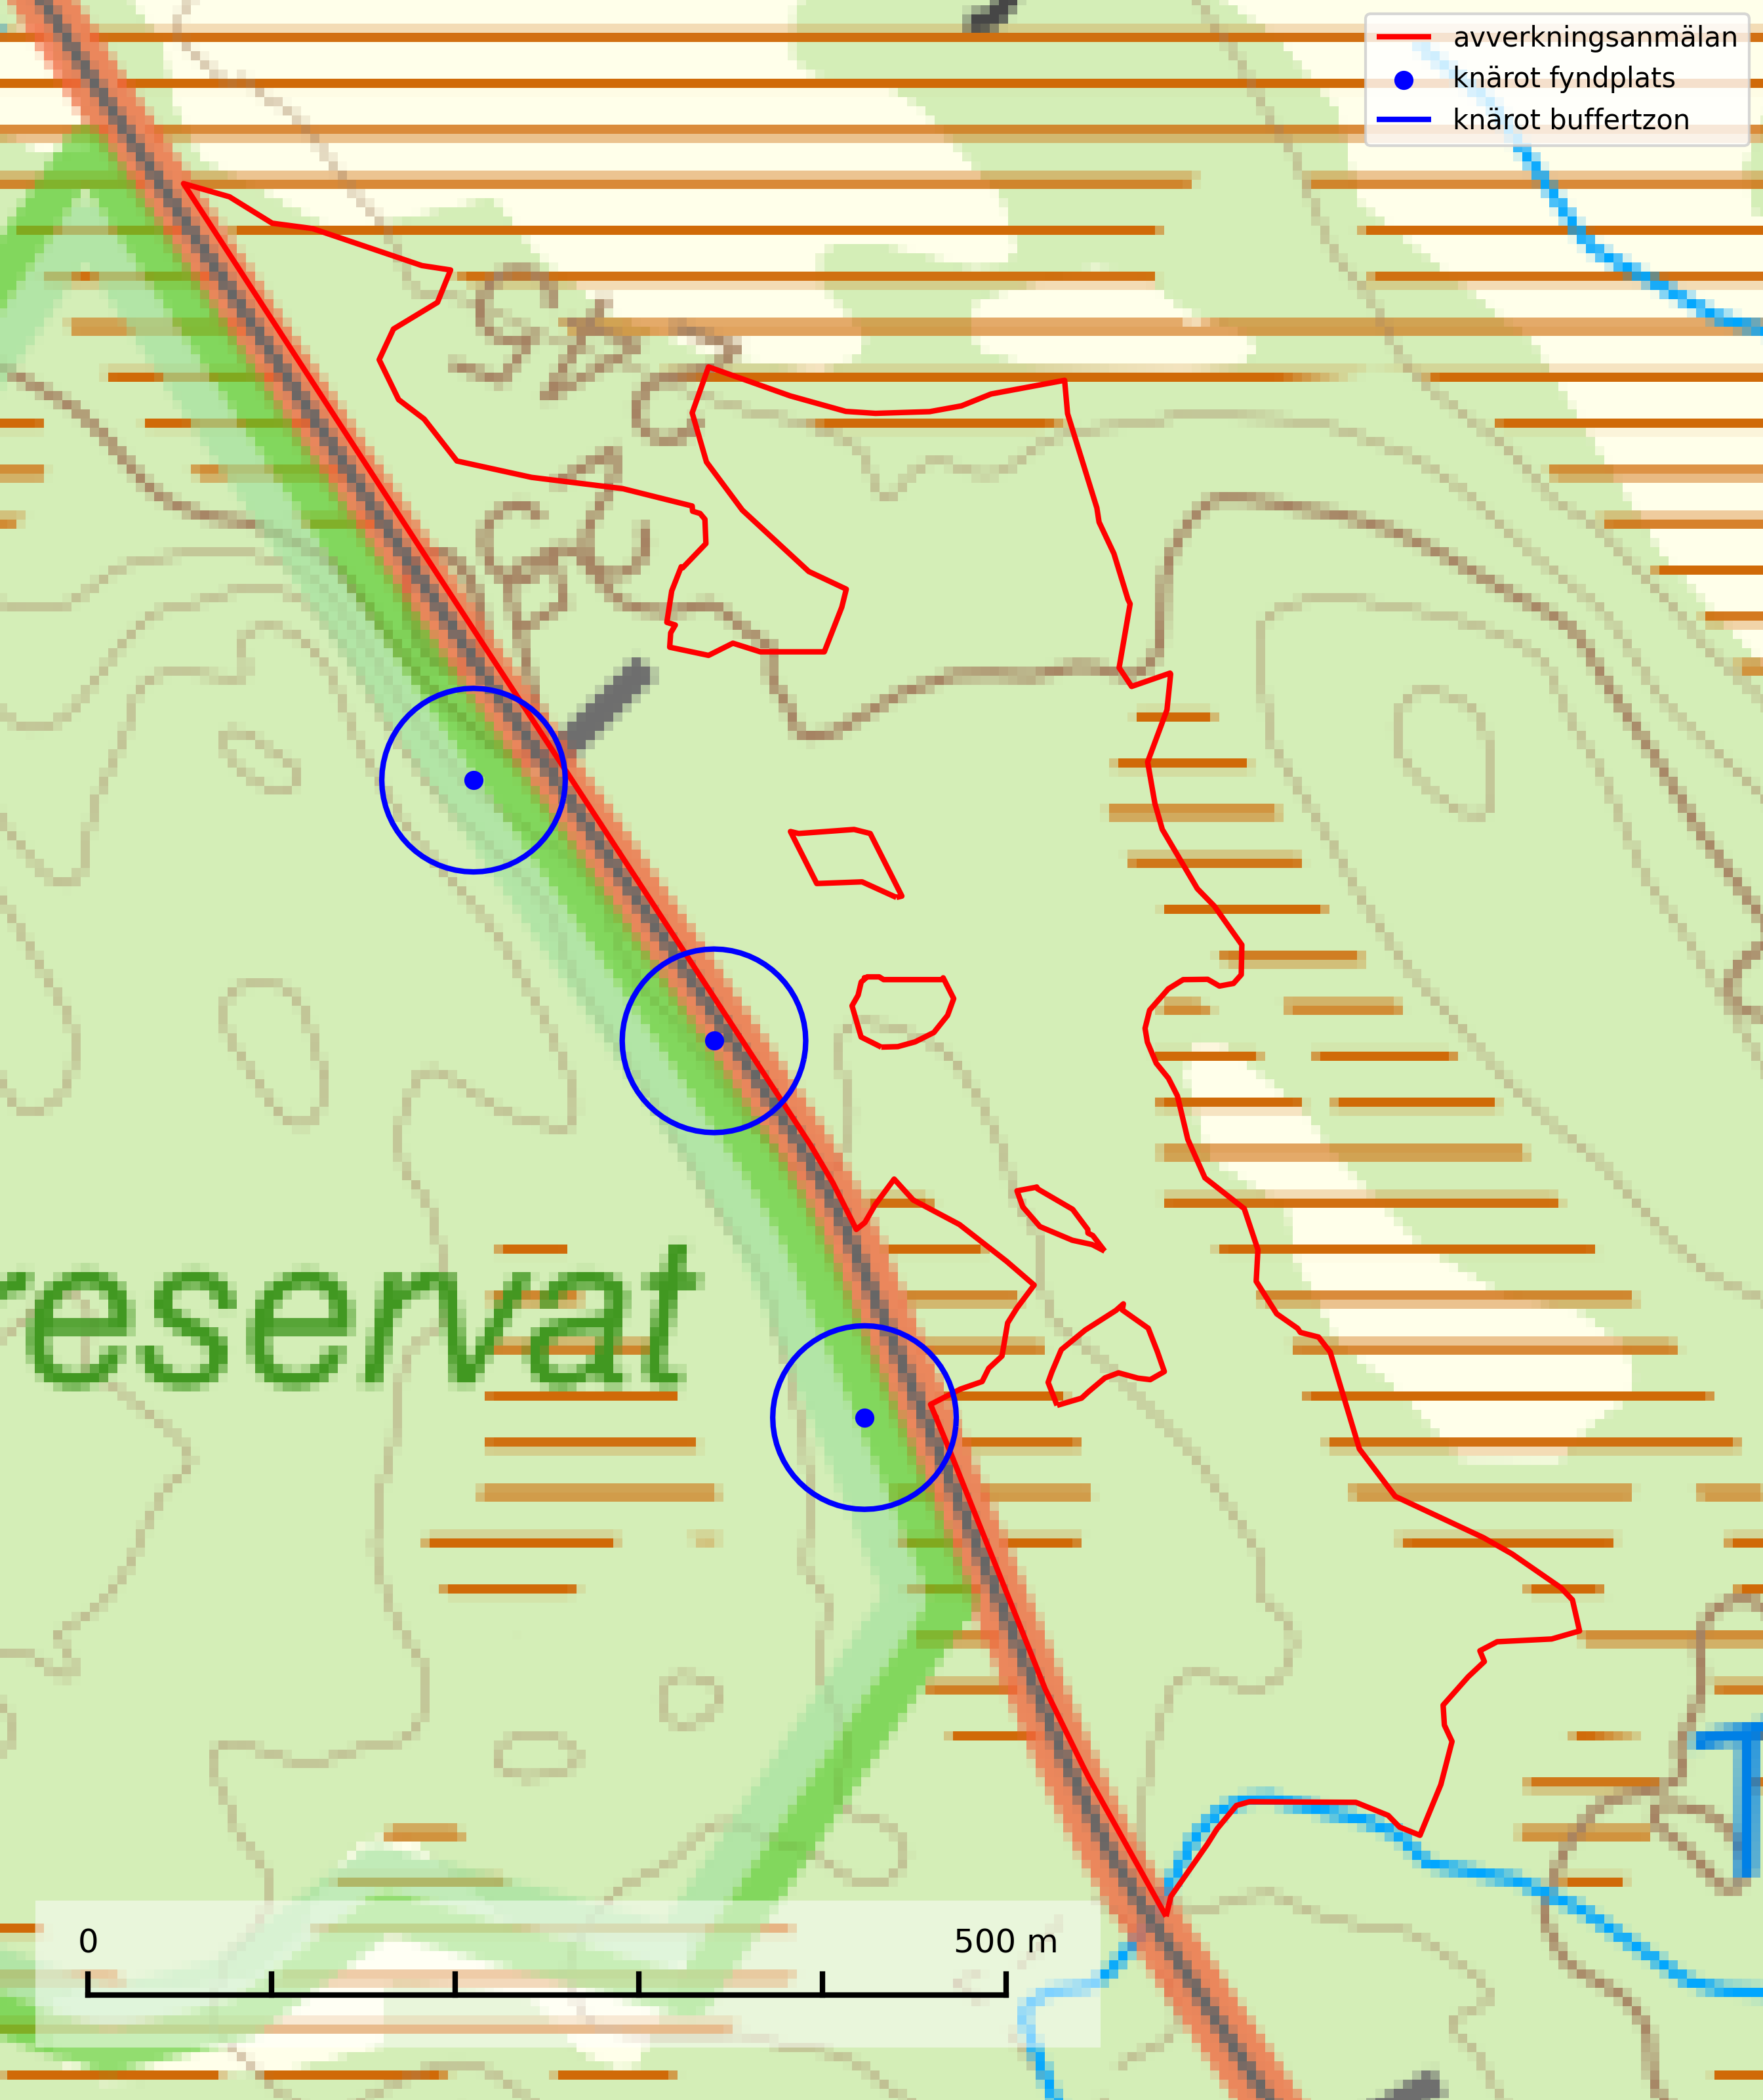 avverkningsanmälan
knärot fyndplats
knärot buffertzon
reservat
0 500 m